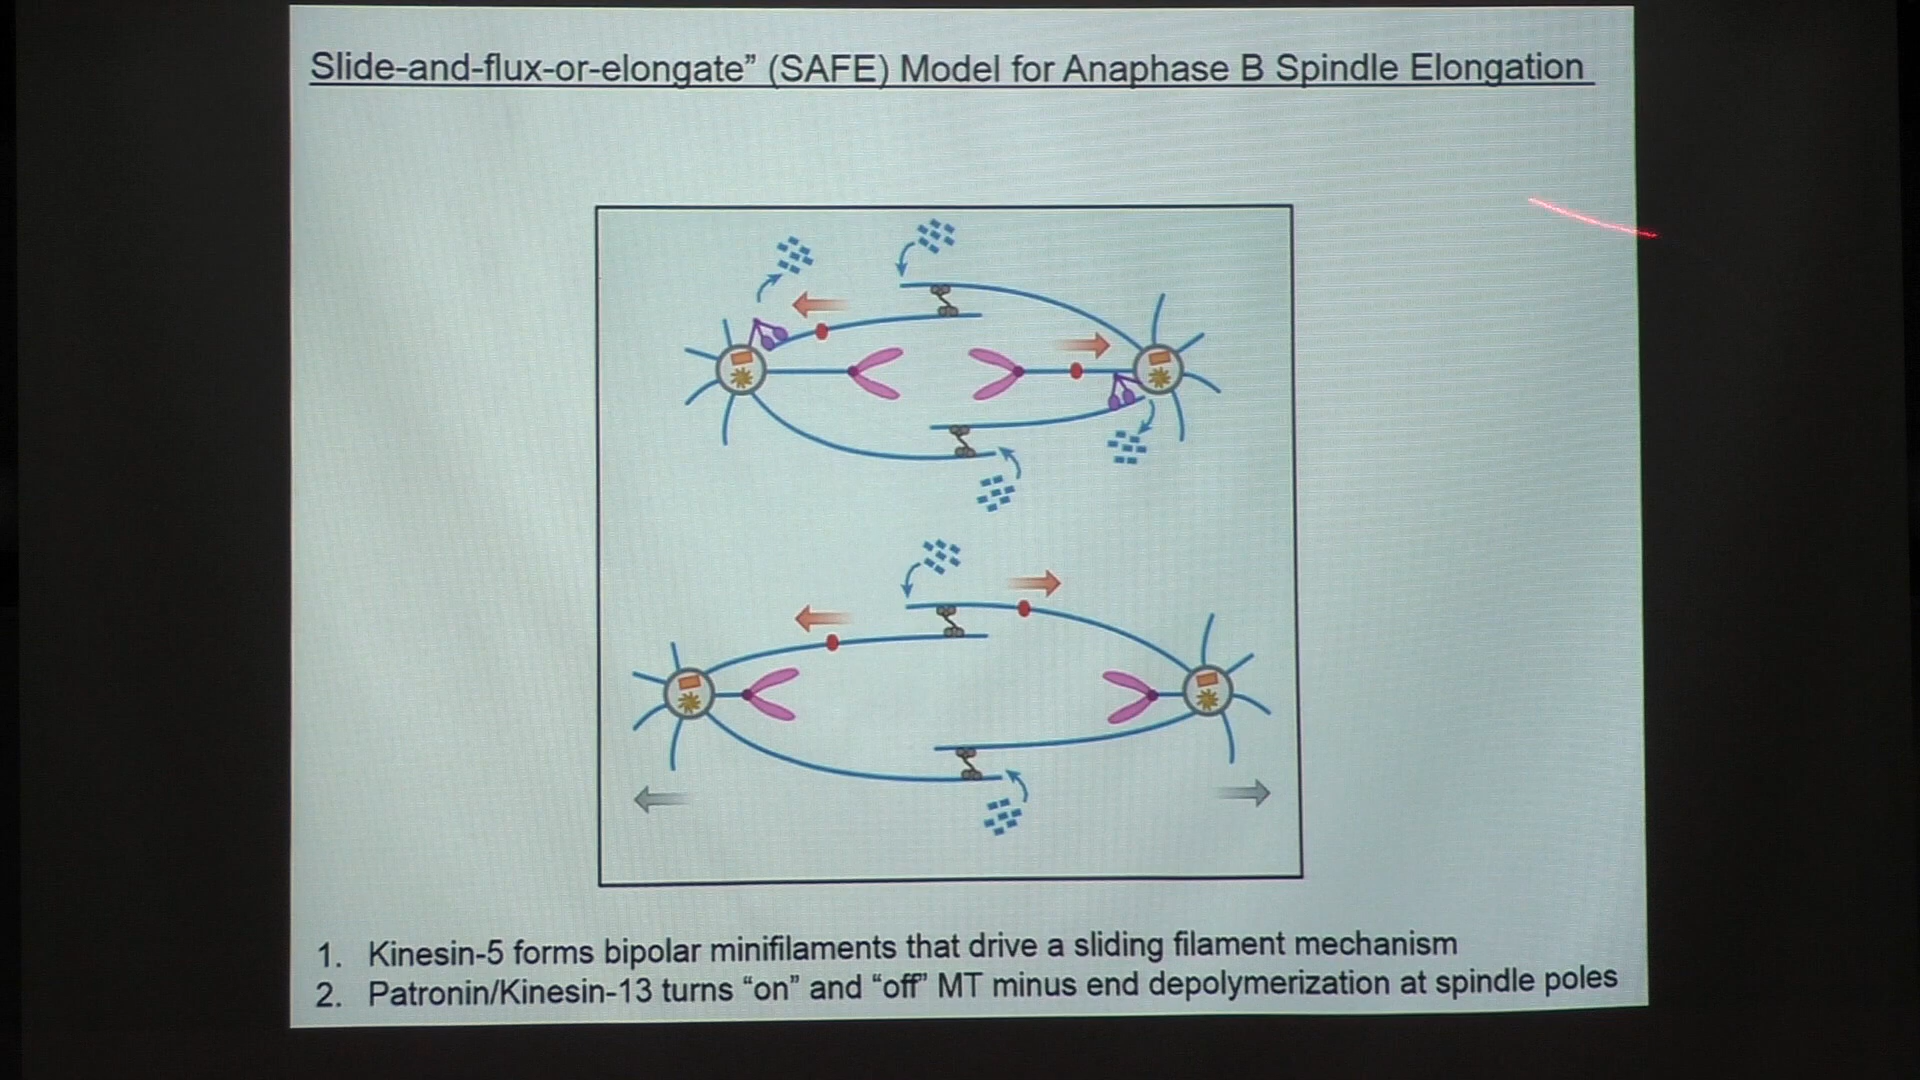 Slide-and-flux-or-elongate” (SAFE) Model for Anaphase B Spindle Elongation
1. Kinesin-5 forms bipolar minifilaments that drive a sliding filament mechanism
2. Patronin/Kinesin-13 turns “on” and “off” MT minus end depolymerization at spindle poles